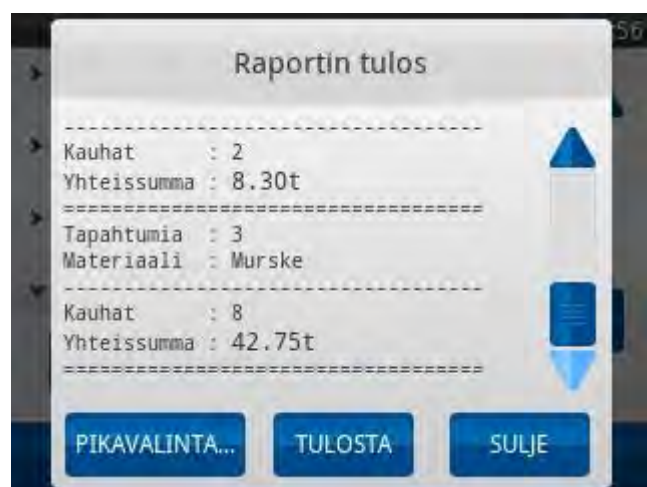 56
Raportin tulos
------------------------------------
Kauhat : 2
Yhteissumma : 8.30t
====================================
Tapahtumia : 3
Materiaali : Murske
------------------------------------
Kauhat : 8
Yhteissumma : 42.75t
====================================
PIKAVALINTA... TULOSTA SULJE